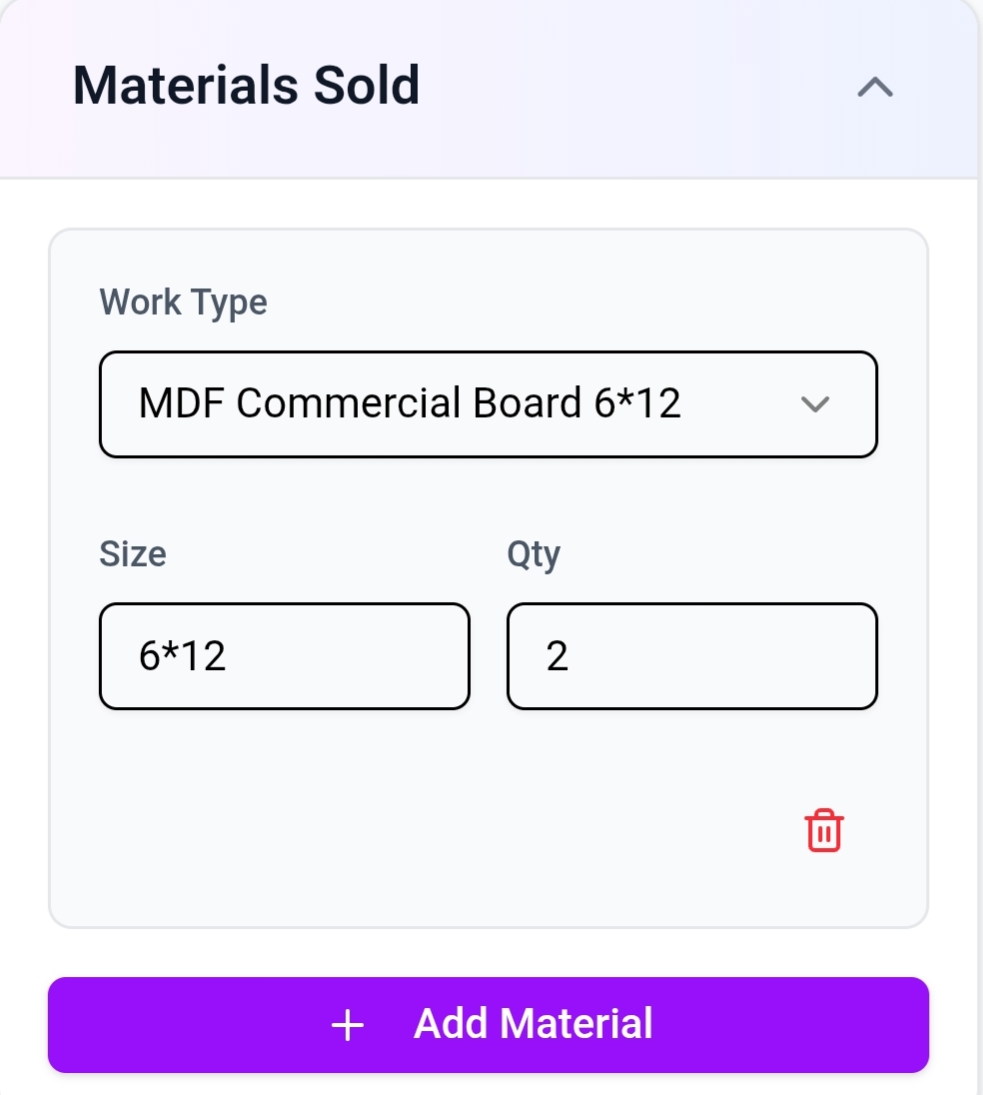 Materials Sold
Work Type
MDF Commercial Board 6*12
Size
Qty
6*12
2
+ Add Material